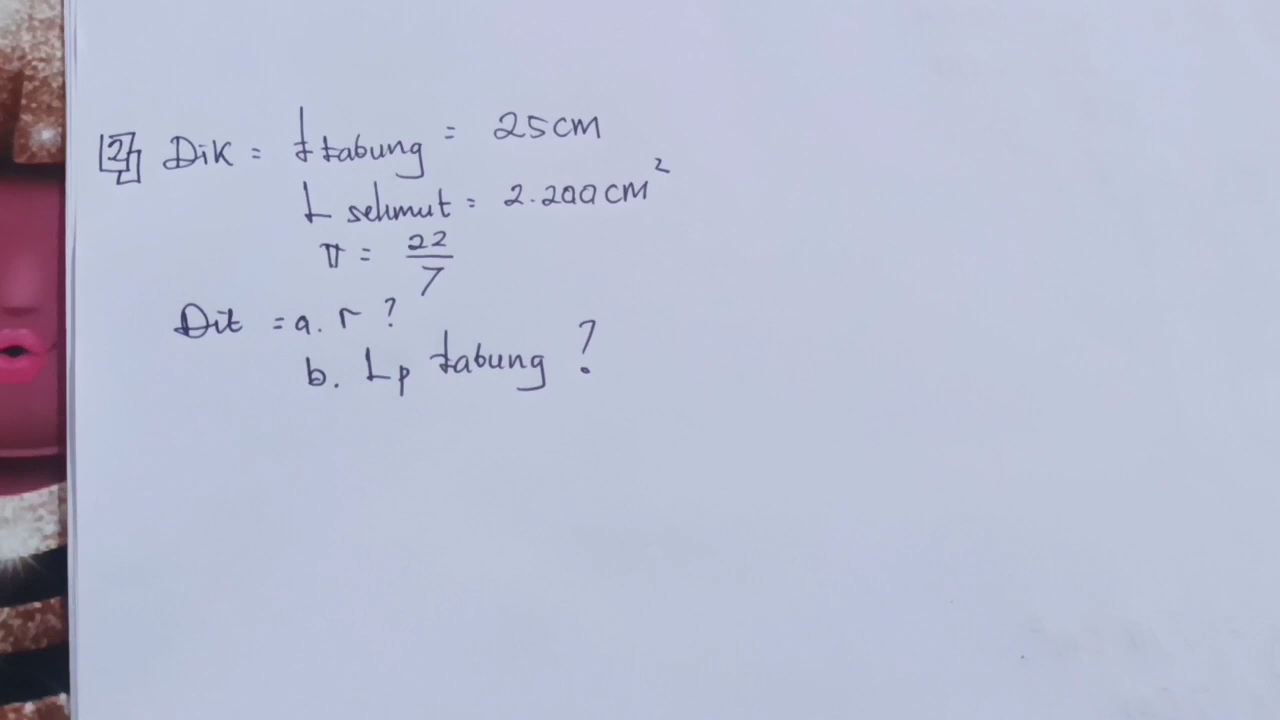 2 Dik = t tabung = 25 cm
L selimut = 2.200 cm²
π = 22/7
Dit = a. r ?
b. Lp tabung ?